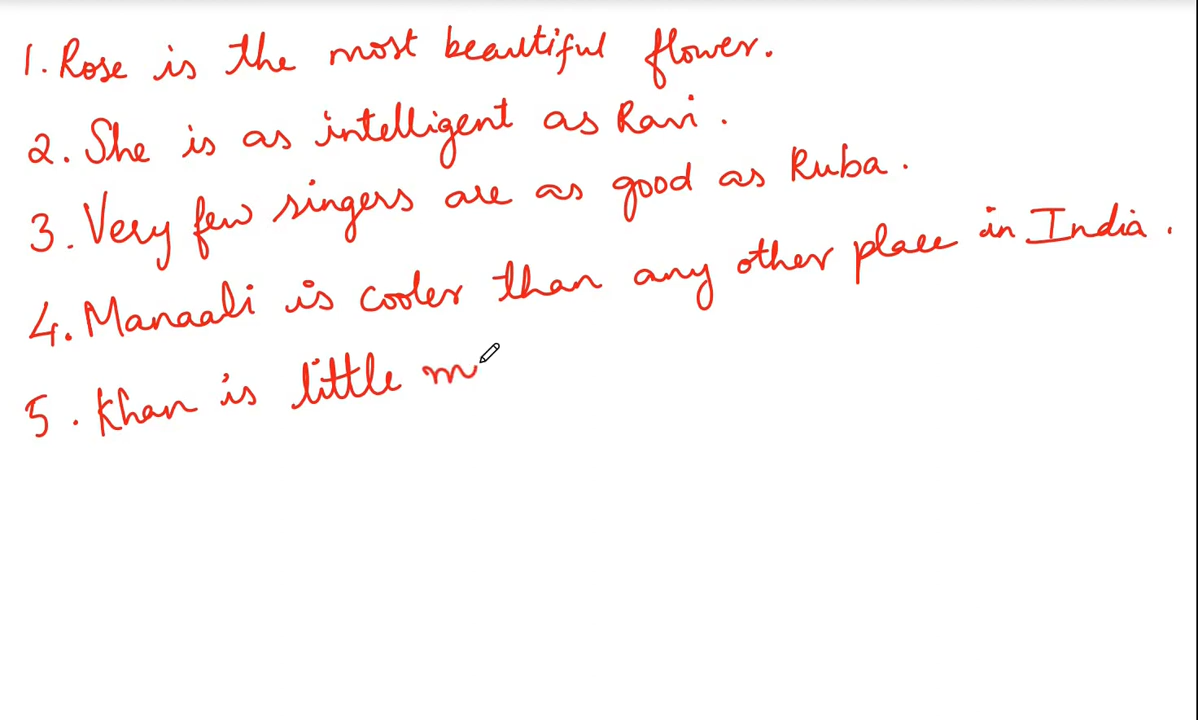 1. Rose is the most beautiful flower.
2. She is as intelligent as Ravi.
3. Very few singers are as good as Ruba.
4. Manaali is cooler than any other place in India.
5. Khan is little m